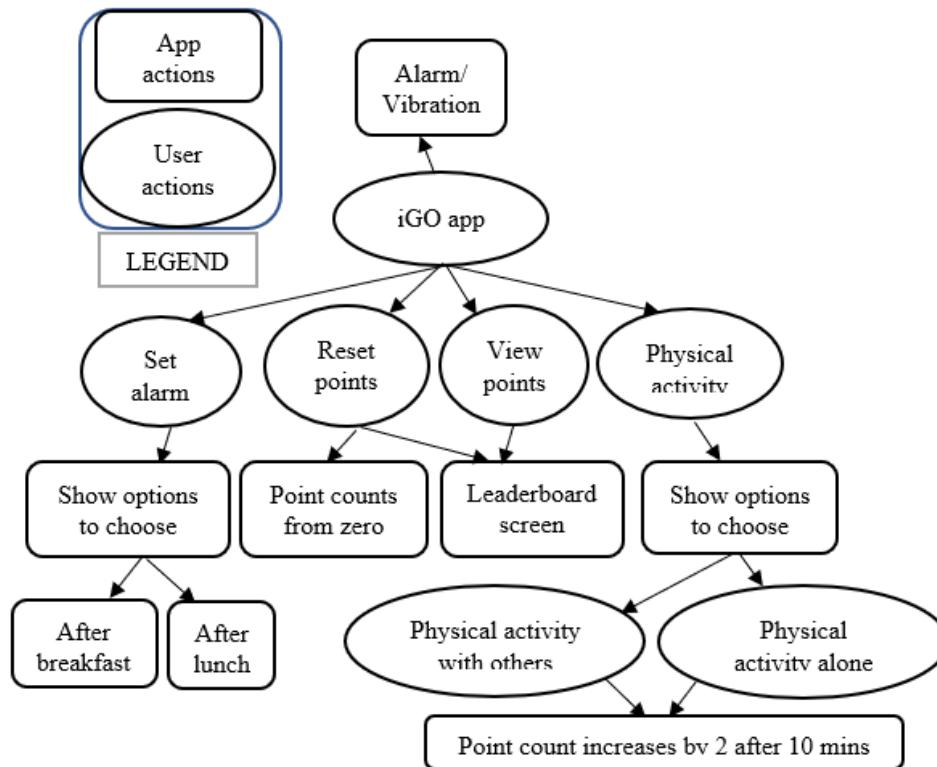 App
actions
User
actions
LEGEND
Alarm/
Vibration
iGO app
Set
alarm
Reset
points
View
points
Physical
activity
Show options
to choose
Point counts
from zero
Leaderboard
screen
Show options
to choose
After
breakfast
After
lunch
Physical activity
with others
Physical
activity alone
Point count increases by 2 after 10 mins